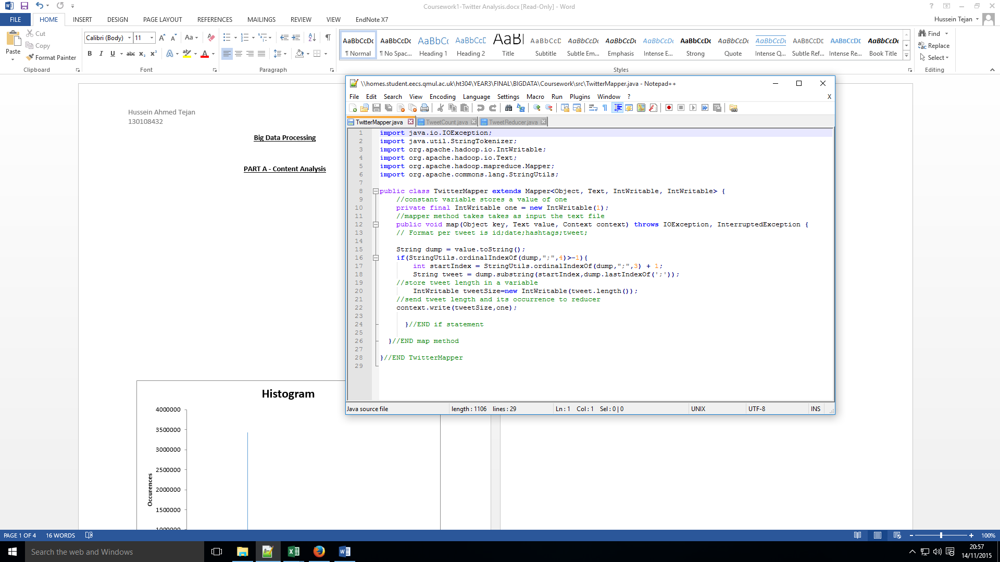 Coursework1-Twitter Analysis.docx [Read-Only] - Word
FILE HOME INSERT DESIGN PAGE LAYOUT REFERENCES MAILINGS REVIEW VIEW EndNote X7
Hussein Tejan
Paste
Cut
Copy
Format Painter
Clipboard
Calibri (Body) 11
Font
Paragraph
AaBbCcDc AaBbCcDc AaBbCc AaBbCcD AaBl AaBbCcD AaBbCcDc AaBbCcDc AaBbCcDc AaBbCcDc AaBbCcDc AaBbCcDc AABBCCDE AABBCCDE AaBbCcDc
¶ Normal ¶ No Spac... Heading 1 Heading 2 Title Subtitle Subtle Em... Emphasis Intense E... Strong Quote Intense Q... Subtle Ref... Intense Re... Book Title
Styles
Find
Replace
Select
Editing
Hussein Ahmed Tejan
130108432
Big Data Processing
PART A - Content Analysis
Histogram
4000000
3500000
3000000
2500000
2000000
1500000
1000000
Occurences
\\homes.student.eecs.qmul.ac.uk\ht304\YEAR3\FINAL\BIGDATA\Coursework\src\TwitterMapper.java - Notepad++
File Edit Search View Encoding Language Settings Macro Run Plugins Window ? X
TwitterMapper.java TweetCount.java TweetReducer.java
1 import java.io.IOException;
2 import java.util.StringTokenizer;
3 import org.apache.hadoop.io.IntWritable;
4 import org.apache.hadoop.io.Text;
5 import org.apache.hadoop.mapreduce.Mapper;
6 import org.apache.commons.lang.StringUtils;
7
8 public class TwitterMapper extends Mapper<Object, Text, IntWritable, IntWritable> {
9 //constant variable stores a value of one
10 private final IntWritable one = new IntWritable(1);
11 //mapper method takes takes as input the text file
12 public void map(Object key, Text value, Context context) throws IOException, InterruptedException {
13 // Format per tweet is id;date;hashtags;tweet;
14
15 String dump = value.toString();
16 if(StringUtils.ordinalIndexOf(dump,";",4)>-1){
17 int startIndex = StringUtils.ordinalIndexOf(dump,";",3) + 1;
18 String tweet = dump.substring(startIndex,dump.lastIndexOf(';'));
19 //store tweet length in a variable
20 IntWritable tweetSize=new IntWritable(tweet.length());
21 //send tweet length and its occurrence to reducer
22 context.write(tweetSize,one);
23
24 }//END if statement
25
26 }//END map method
27
28 }//END TwitterMapper
29
Java source file length : 1106 lines : 29 Ln : 1 Col : 1 Sel : 0 | 0 UNIX UTF-8 INS
PAGE 1 OF 4 16 WORDS 100%
Search the web and Windows
20:57
14/11/2015